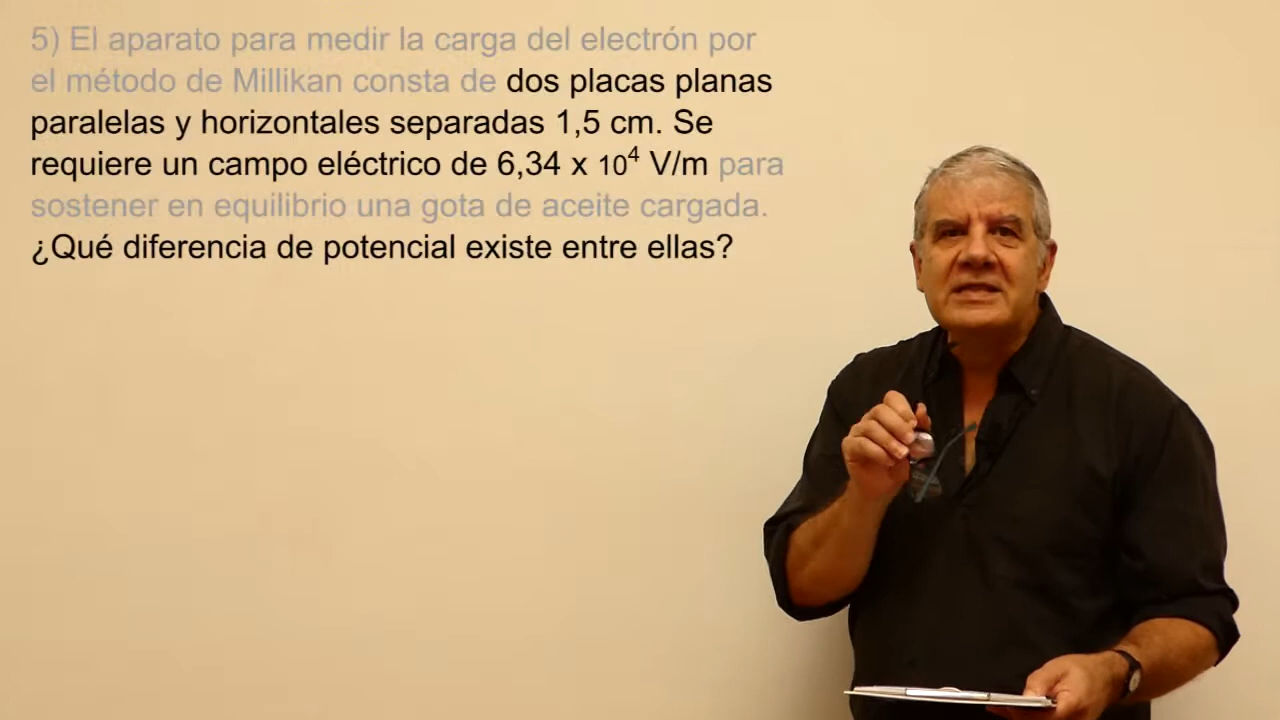 5) El aparato para medir la carga del electrón por
el método de Millikan consta de dos placas planas
paralelas y horizontales separadas 1,5 cm. Se
requiere un campo eléctrico de 6,34 x 10⁴ V/m para
sostener en equilibrio una gota de aceite cargada.
¿Qué diferencia de potencial existe entre ellas?